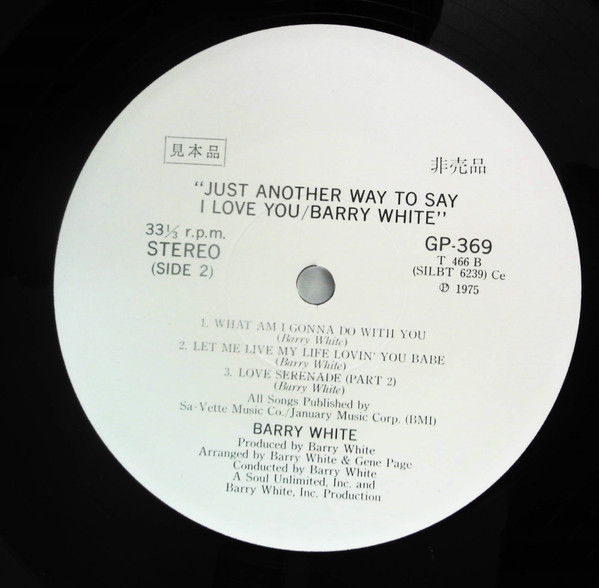 見本品
非売品
"JUST ANOTHER WAY TO SAY
I LOVE YOU/BARRY WHITE"
33⅓ r.p.m.
STEREO
(SIDE 2)
GP-369
T 466 B
(SILBT 6239) Ce
℗ 1975
1. WHAT AM I GONNA DO WITH YOU
(Barry White)
2. LET ME LIVE MY LIFE LOVIN' YOU BABE
(Barry White)
3. LOVE SERENADE (PART 2)
(Barry White)
All Songs Published by
Sa-Vette Music Co./January Music Corp. (BMI)
BARRY WHITE
Produced by Barry White
Arranged by Barry White & Gene Page
Conducted by Barry White
A Soul Unlimited, Inc. and
Barry White, Inc. Production